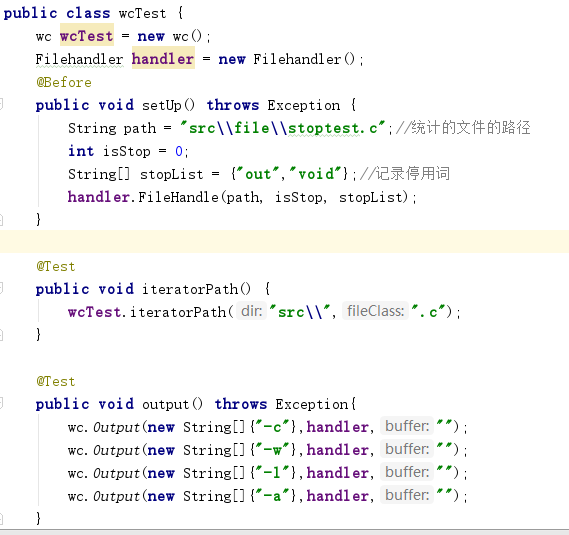 public class wcTest {
wc wcTest = new wc();
Filehandler handler = new Filehandler();
@Before
public void setUp() throws Exception {
String path = "src\\file\\stoptest.c";//统计的文件的路径
int isStop = 0;
String[] stopList = {"out","void"};//记录停用词
handler.FileHandle(path, isStop, stopList);
}
@Test
public void iteratorPath() {
wcTest.iteratorPath( dir: "src\\", fileClass: ".c");
}
@Test
public void output() throws Exception{
wc.Output(new String[]{"-c"},handler, buffer: "");
wc.Output(new String[]{"-w"},handler, buffer: "");
wc.Output(new String[]{"-l"},handler, buffer: "");
wc.Output(new String[]{"-a"},handler, buffer: "");
}